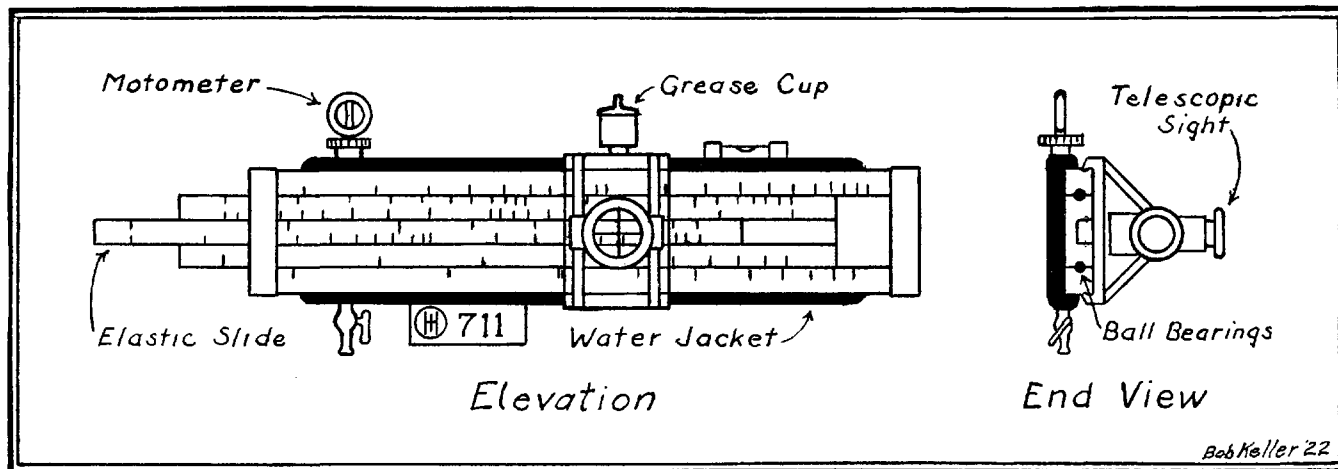 Motometer
Grease Cup
Telescopic
Sight
Elastic Slide
H 711
Water Jacket
Ball Bearings
Elevation
End View
Bob Keller '22